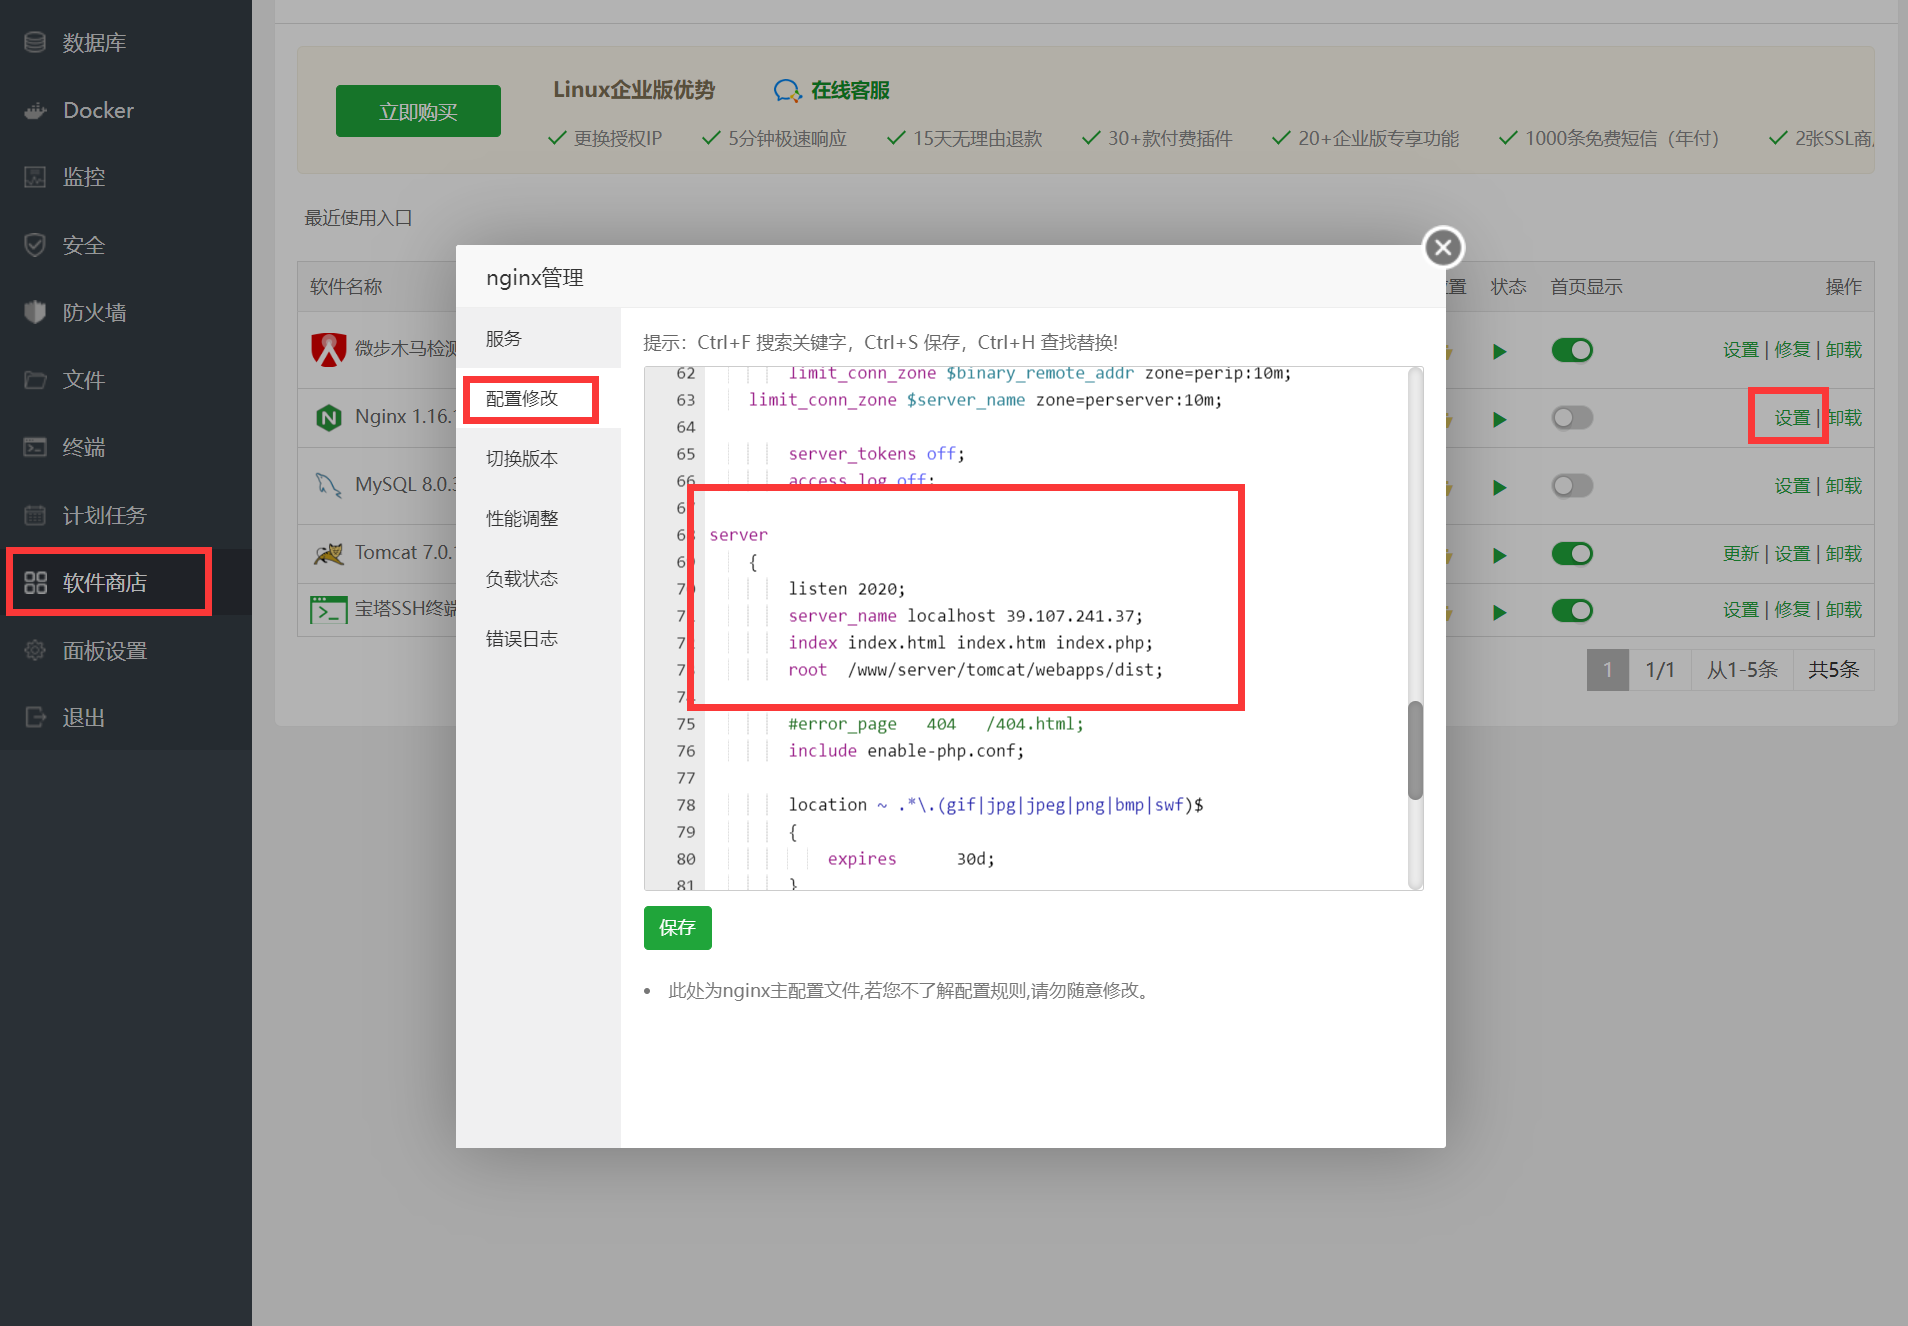 数据库
Docker
监控
安全
防火墙
文件
终端
计划任务
软件商店
面板设置
退出
立即购买
Linux企业版优势
在线客服
更换授权IP
5分钟极速响应
15天无理由退款
30+款付费插件
20+企业版专享功能
1000条免费短信（年付）
2张SSL商
最近使用入口
软件名称
置
状态
首页显示
操作
微步木马检测
设置 | 修复 | 卸载
Nginx 1.16.
设置 | 卸载
MySQL 8.0.
设置 | 卸载
Tomcat 7.0.
更新 | 设置 | 卸载
宝塔SSH终端
设置 | 修复 | 卸载
1
1/1
从1-5条
共5条
nginx管理
服务
配置修改
切换版本
性能调整
负载状态
错误日志
提示：Ctrl+F 搜索关键字，Ctrl+S 保存，Ctrl+H 查找替换!
62 limit_conn_zone $binary_remote_addr zone=perip:10m;
63 limit_conn_zone $server_name zone=perserver:10m;
64
65 server_tokens off;
66 access_log off;
67
68 server
69 {
70 listen 2020;
71 server_name localhost 39.107.241.37;
72 index index.html index.htm index.php;
73 root  /www/server/tomcat/webapps/dist;
74
75 #error_page   404   /404.html;
76 include enable-php.conf;
77
78 location ~ .*\.(gif|jpg|jpeg|png|bmp|swf)$
79 {
80 expires      30d;
81 }
保存
此处为nginx主配置文件,若您不了解配置规则,请勿随意修改。